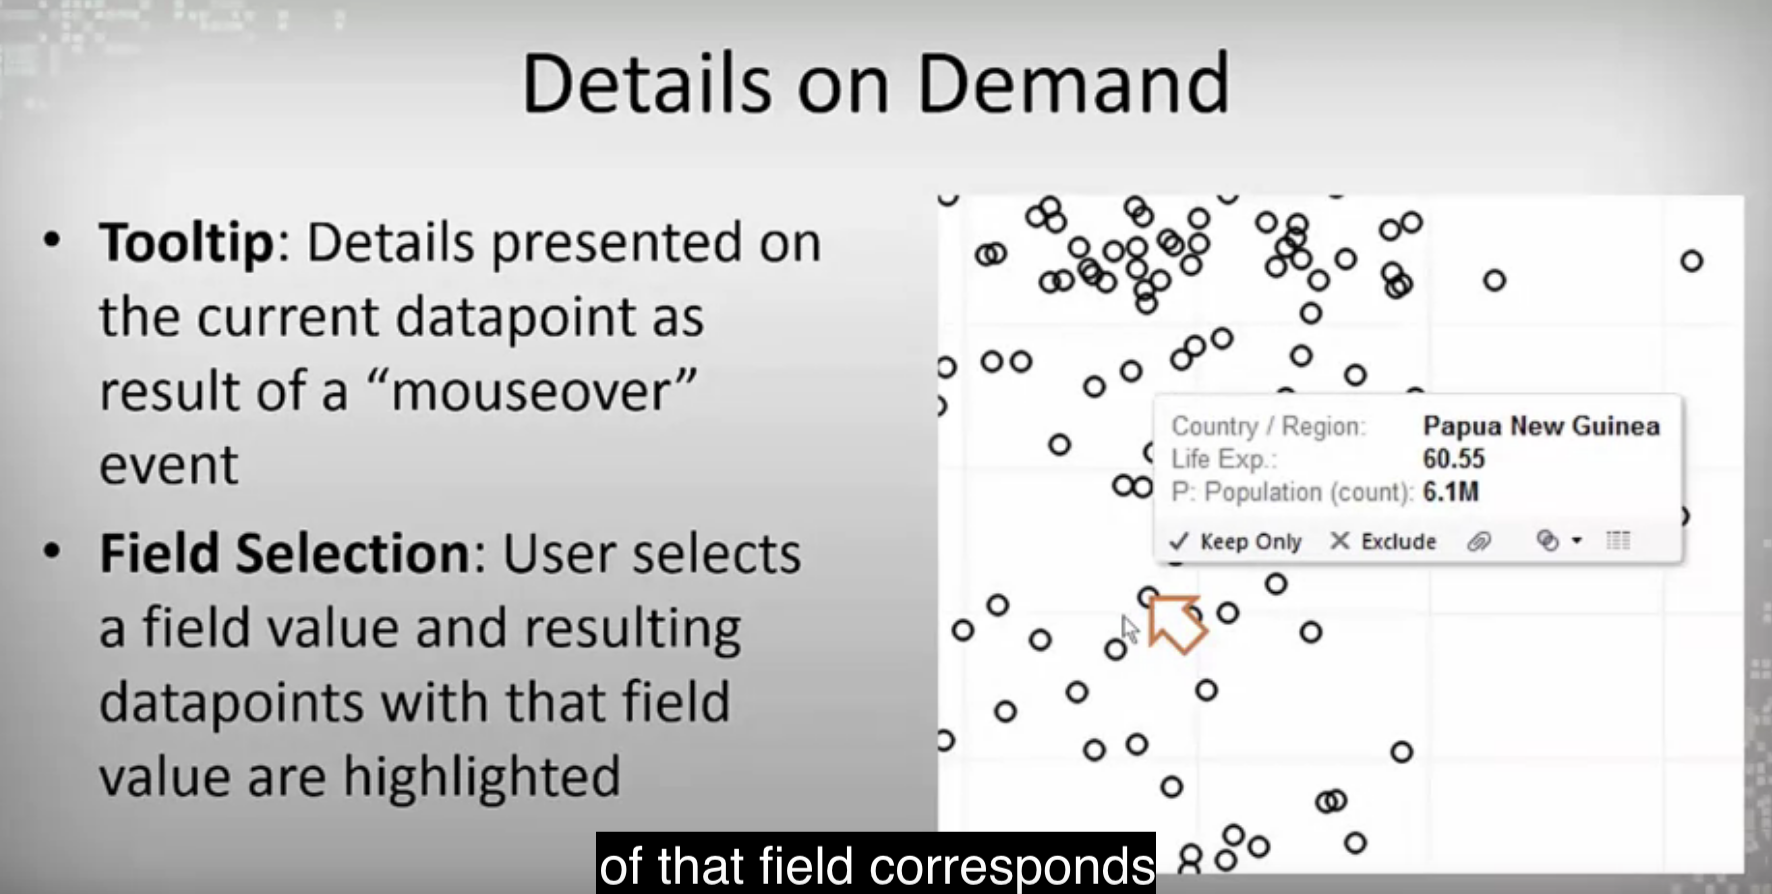 Details on Demand
• Tooltip: Details presented on
the current datapoint as
result of a “mouseover”
event
• Field Selection: User selects
a field value and resulting
datapoints with that field
value are highlighted
Country / Region: Papua New Guinea
Life Exp.: 60.55
P: Population (count): 6.1M
Keep Only Exclude
of that field corresponds